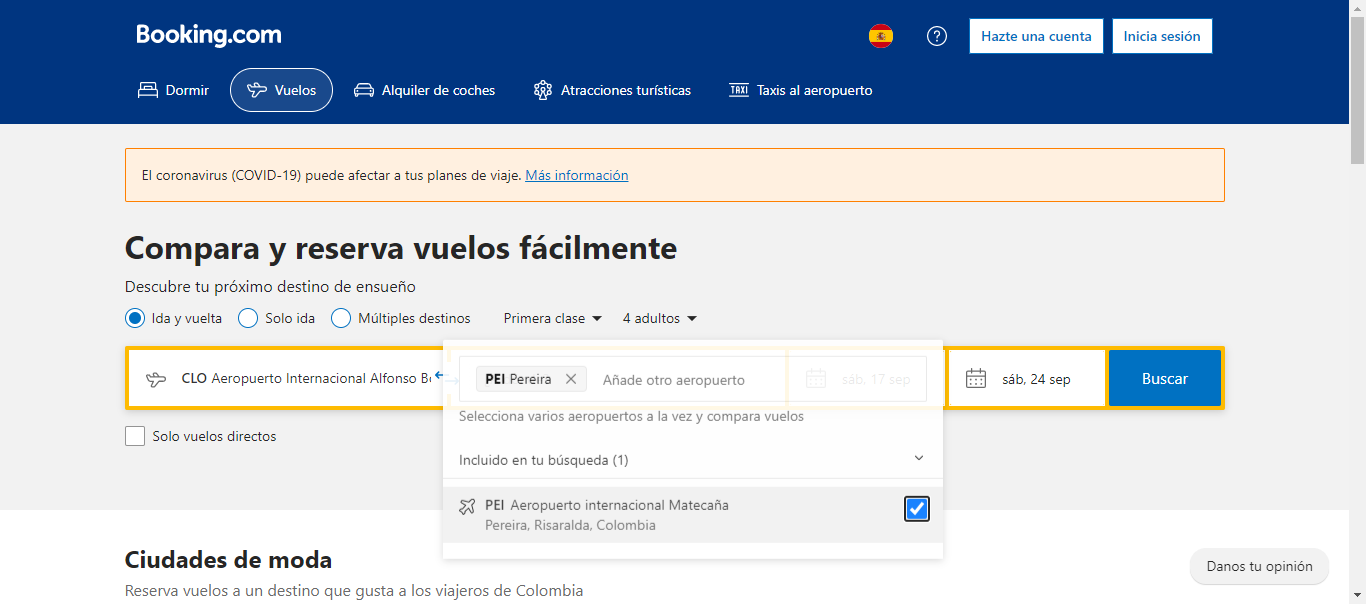 Booking.com
Hazte una cuenta
Inicia sesión
Dormir
Vuelos
Alquiler de coches
Atracciones turísticas
TAXI
Taxis al aeropuerto
El coronavirus (COVID-19) puede afectar a tus planes de viaje. Más información
Compara y reserva vuelos fácilmente
Descubre tu próximo destino de ensueño
Ida y vuelta
Solo ida
Múltiples destinos
Primera clase
4 adultos
CLO Aeropuerto Internacional Alfonso Bo
PEI Pereira
Añade otro aeropuerto
sáb, 17 sep
sáb, 24 sep
Buscar
Selecciona varios aeropuertos a la vez y compara vuelos
Solo vuelos directos
Incluido en tu búsqueda (1)
PEI Aeropuerto internacional Matecaña
Pereira, Risaralda, Colombia
Ciudades de moda
Danos tu opinión
Reserva vuelos a un destino que gusta a los viajeros de Colombia